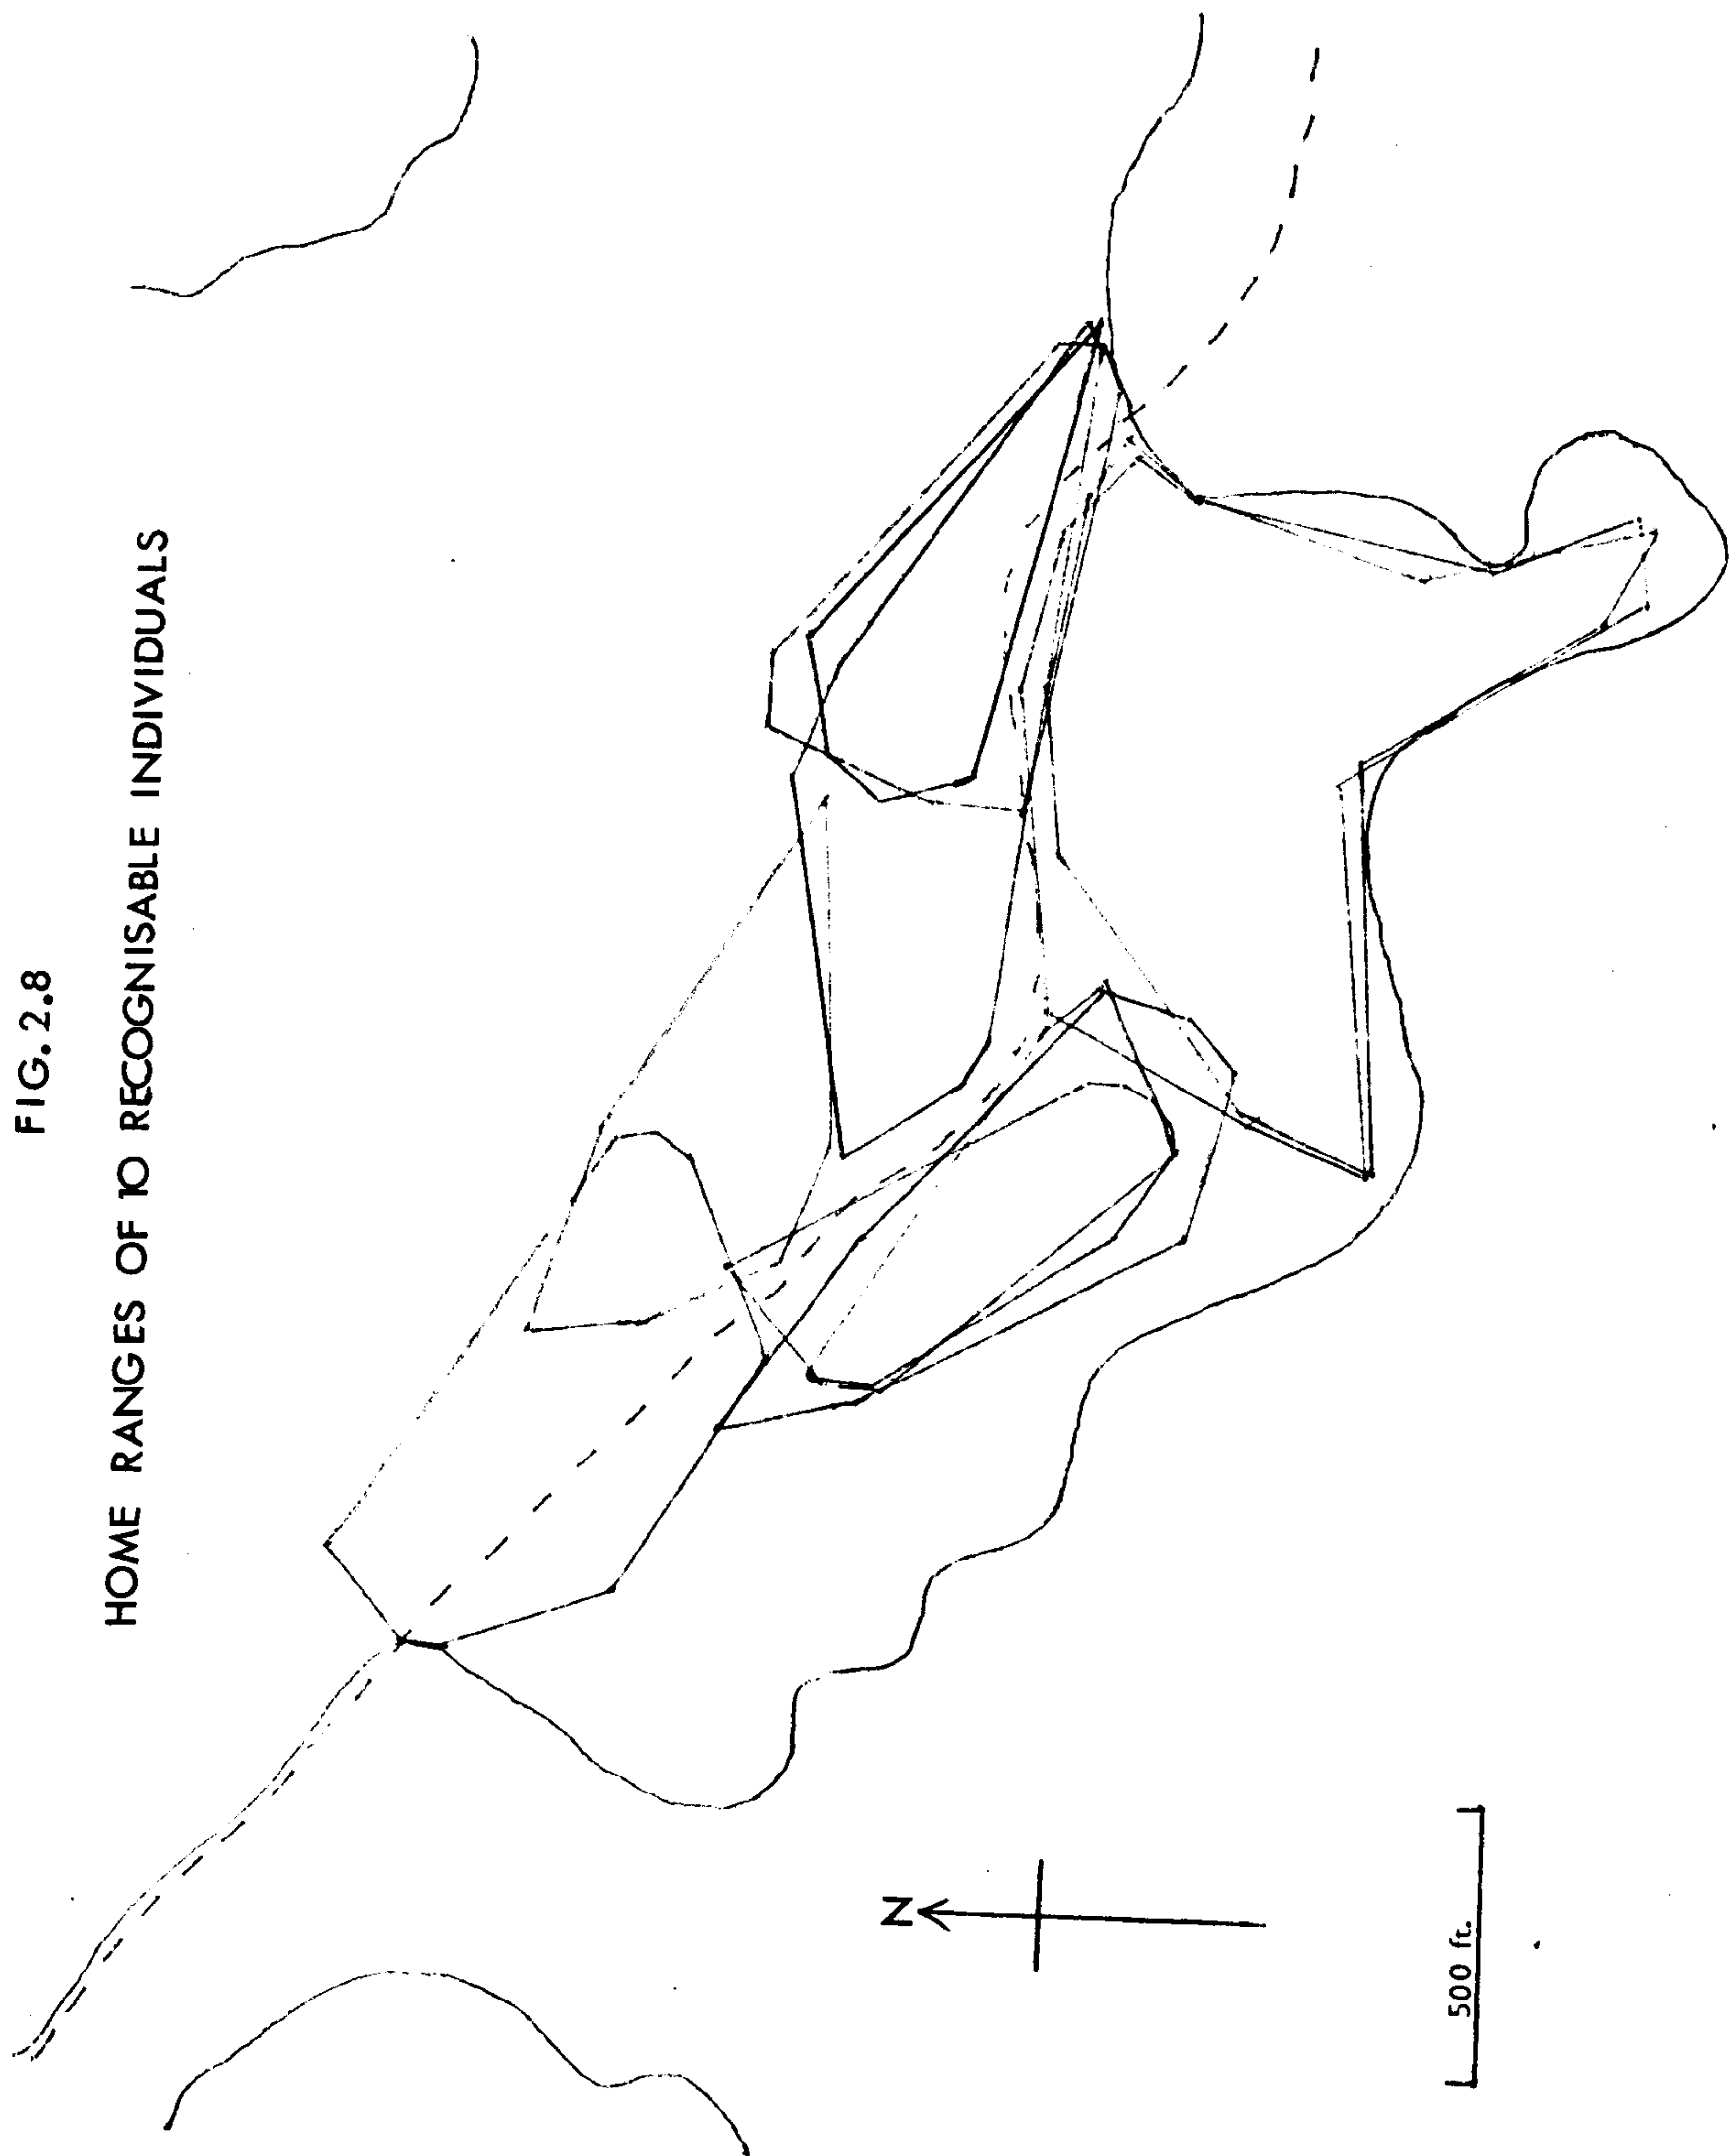 FIG. 2.8
HOME RANGES OF 10 RECOGNISABLE INDIVIDUALS
N
500 ft.